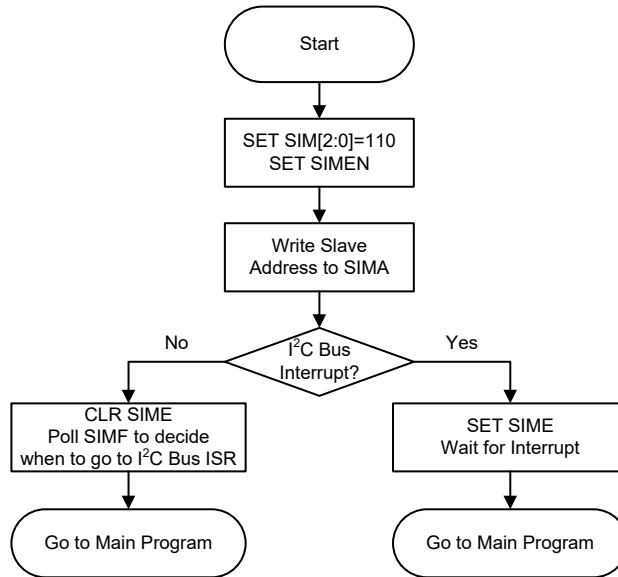 Start
SET SIM[2:0]=110
SET SIMEN
Write Slave
Address to SIMA
I²C Bus
Interrupt?
No
Yes
CLR SIME
Poll SIMF to decide
when to go to I²C Bus ISR
SET SIME
Wait for Interrupt
Go to Main Program
Go to Main Program